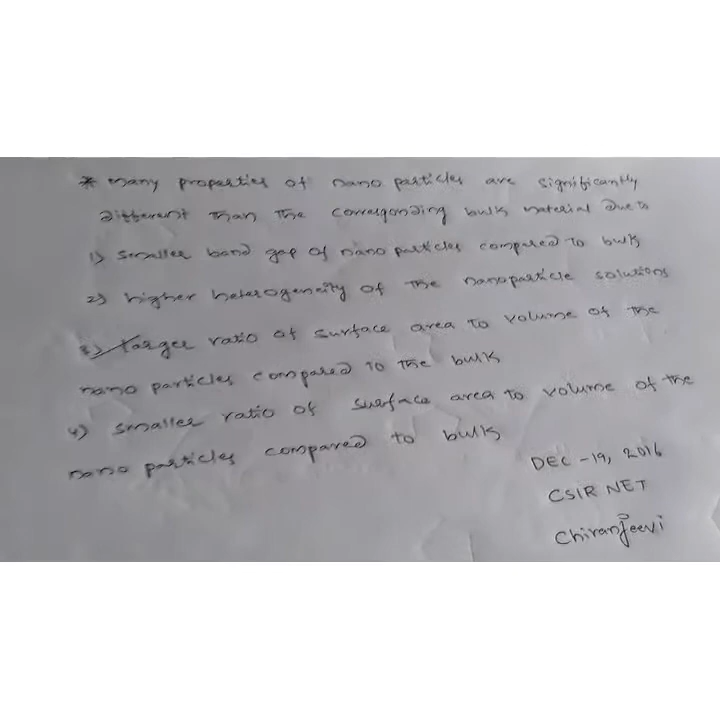 * many properties of nano particles are significantly
different than the corresponding bulk material due to
1) smaller band gap of nano particles compared to bulk
2) higher heterogeneity of the nanoparticle solutions
3) larger ratio of surface area to volume of the
nano particles compared to the bulk
4) smaller ratio of surface area to volume of the
nano particles compared to bulk
DEC -19, 2016
CSIR NET
Chiranjeevi